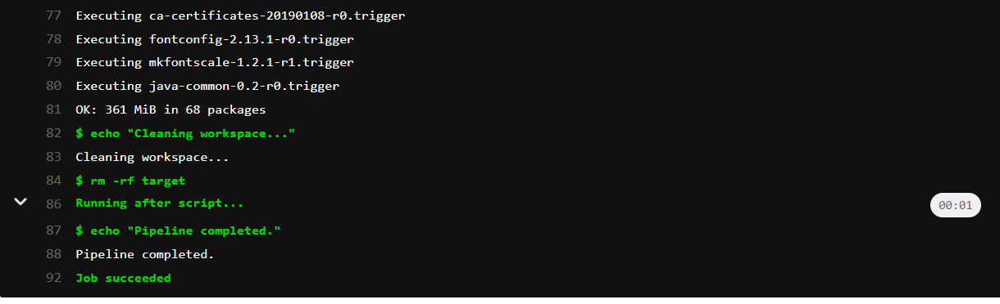 77 Executing ca-certificates-20190108-r0.trigger
78 Executing fontconfig-2.13.1-r0.trigger
79 Executing mkfontscale-1.2.1-r1.trigger
80 Executing java-common-0.2-r0.trigger
81 OK: 361 MiB in 68 packages
82 $ echo "Cleaning workspace..."
83 Cleaning workspace...
84 $ rm -rf target
86 Running after script... 00:01
87 $ echo "Pipeline completed."
88 Pipeline completed.
92 Job succeeded